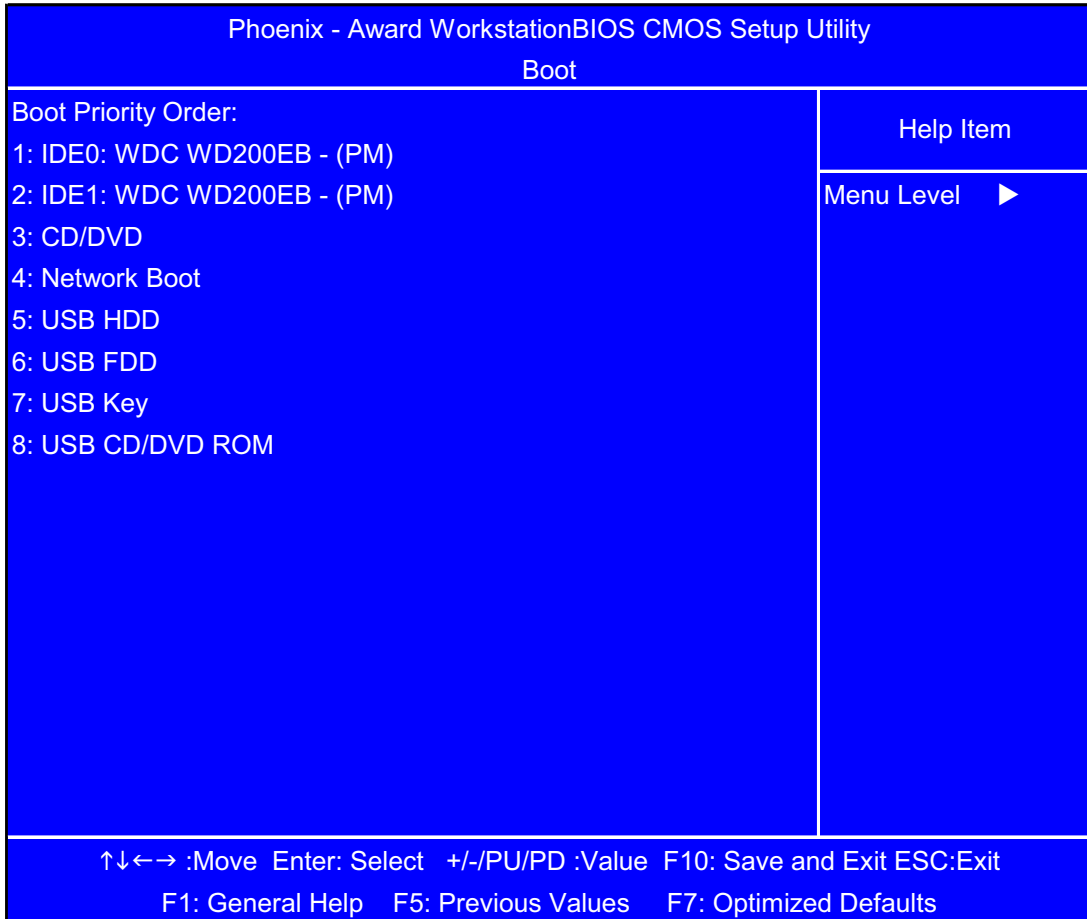 Phoenix - Award WorkstationBIOS CMOS Setup Utility
Boot
Boot Priority Order:
1: IDE0: WDC WD200EB - (PM)
2: IDE1: WDC WD200EB - (PM)
3: CD/DVD
4: Network Boot
5: USB HDD
6: USB FDD
7: USB Key
8: USB CD/DVD ROM
Help Item
Menu Level ▶
↑↓←→ :Move Enter: Select +/-/PU/PD :Value F10: Save and Exit ESC:Exit
F1: General Help F5: Previous Values F7: Optimized Defaults